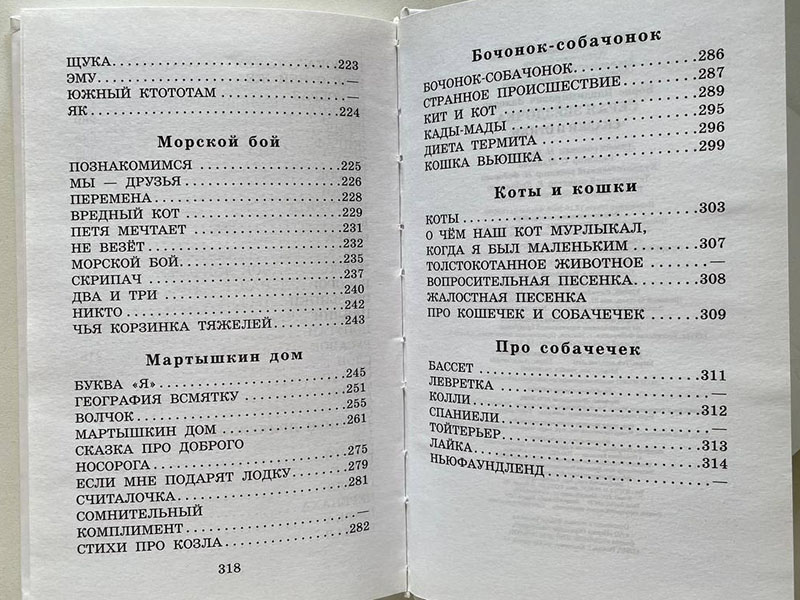 ЩУКА. . . . . . . . . . . . . . . . . . . . . . . . . .223
ЭМУ. . . . . . . . . . . . . . . . . . . . . . . . . . .—
ЮЖНЫЙ КТОТОТАМ . . . . . . . . . . . . . .—
ЯК . . . . . . . . . . . . . . . . . . . . . . . . . . . . 224
Морской бой
ПОЗНАКОМИМСЯ . . . . . . . . . . . . . . . .225
МЫ — ДРУЗЬЯ. . . . . . . . . . . . . . . . . .226
ПЕРЕМЕНА . . . . . . . . . . . . . . . . . . . .228
ВРЕДНЫЙ КОТ . . . . . . . . . . . . . . . . .229
ПЕТЯ МЕЧТАЕТ . . . . . . . . . . . . . . . . .231
НЕ ВЕЗЁТ . . . . . . . . . . . . . . . . . . . . .232
МОРСКОЙ БОЙ. . . . . . . . . . . . . . . . . .235
СКРИПАЧ . . . . . . . . . . . . . . . . . . . . .237
ДВА И ТРИ . . . . . . . . . . . . . . . . . . . 240
НИКТО . . . . . . . . . . . . . . . . . . . . . . .242
ЧЬЯ КОРЗИНКА ТЯЖЕЛЕЙ. . . . . . . . .243
Мартышкин дом
БУКВА «Я». . . . . . . . . . . . . . . . . . . . .245
ГЕОГРАФИЯ ВСМЯТКУ . . . . . . . . . . . .251
ВОЛЧОК. . . . . . . . . . . . . . . . . . . . . . .255
МАРТЫШКИН ДОМ . . . . . . . . . . . . . .261
СКАЗКА ПРО ДОБРОГО
НОСОРОГА. . . . . . . . . . . . . . . . . . . . .275
ЕСЛИ МНЕ ПОДАРЯТ ЛОДКУ. . . . . . .279
СЧИТАЛОЧКА. . . . . . . . . . . . . . . . . . .281
СОМНИТЕЛЬНЫЙ
КОМПЛИМЕНТ . . . . . . . . . . . . . . . . . .—
СТИХИ ПРО КОЗЛА. . . . . . . . . . . . . . .282
318
Бочонок-собачонок
БОЧОНОК-СОБАЧОНОК. . . . . . . . . . . .286
СТРАННОЕ ПРОИСШЕСТВИЕ. . . . . . . .287
КИТ И КОТ . . . . . . . . . . . . . . . . . . . .289
КАДЫ-МАДЫ . . . . . . . . . . . . . . . . . . .295
ДИЕТА ТЕРМИТА . . . . . . . . . . . . . . . .296
КОШКА ВЬЮШКА . . . . . . . . . . . . . . . .299
Коты и кошки
КОТЫ . . . . . . . . . . . . . . . . . . . . . . . .303
О ЧЁМ НАШ КОТ МУРЛЫКАЛ,
КОГДА Я БЫЛ МАЛЕНЬКИМ . . . . . . .307
ТОЛСТОКОТАННОЕ ЖИВОТНОЕ . . . . . .—
ВОПРОСИТЕЛЬНАЯ ПЕСЕНКА. . . . . . .308
ЖАЛОСТНАЯ ПЕСЕНКА
ПРО КОШЕЧЕК И СОБАЧЕЧЕК . . . . . .309
Про собачечек
БАССЕТ . . . . . . . . . . . . . . . . . . . . . . .311
ЛЕВРЕТКА . . . . . . . . . . . . . . . . . . . . .—
КОЛЛИ . . . . . . . . . . . . . . . . . . . . . . .312
СПАНИЕЛИ . . . . . . . . . . . . . . . . . . . . .—
ТОЙТЕРЬЕР. . . . . . . . . . . . . . . . . . . . .313
ЛАЙКА. . . . . . . . . . . . . . . . . . . . . . . .314
НЬЮФАУНДЛЕНД . . . . . . . . . . . . . . . .—